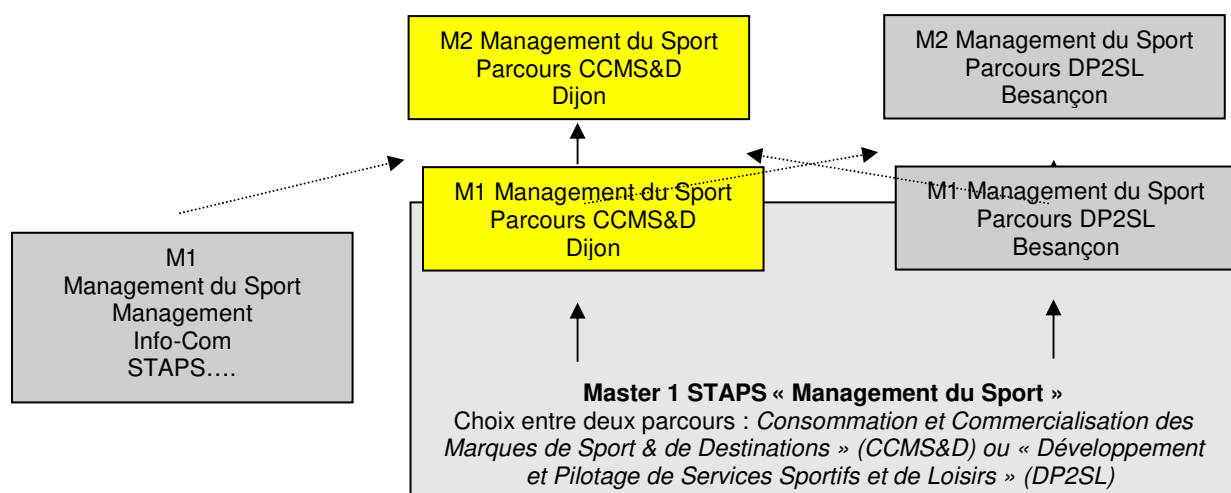 M2 Management du Sport
Parcours CCMS&D
Dijon
M2 Management du Sport
Parcours DP2SL
Besançon
M1 Management du Sport
Parcours CCMS&D
Dijon
M1 Management du Sport
Parcours DP2SL
Besançon
M1
Management du Sport
Management
Info-Com
STAPS….
Master 1 STAPS « Management du Sport »
Choix entre deux parcours : Consommation et Commercialisation des
Marques de Sport & de Destinations » (CCMS&D) ou « Développement
et Pilotage de Services Sportifs et de Loisirs » (DP2SL)